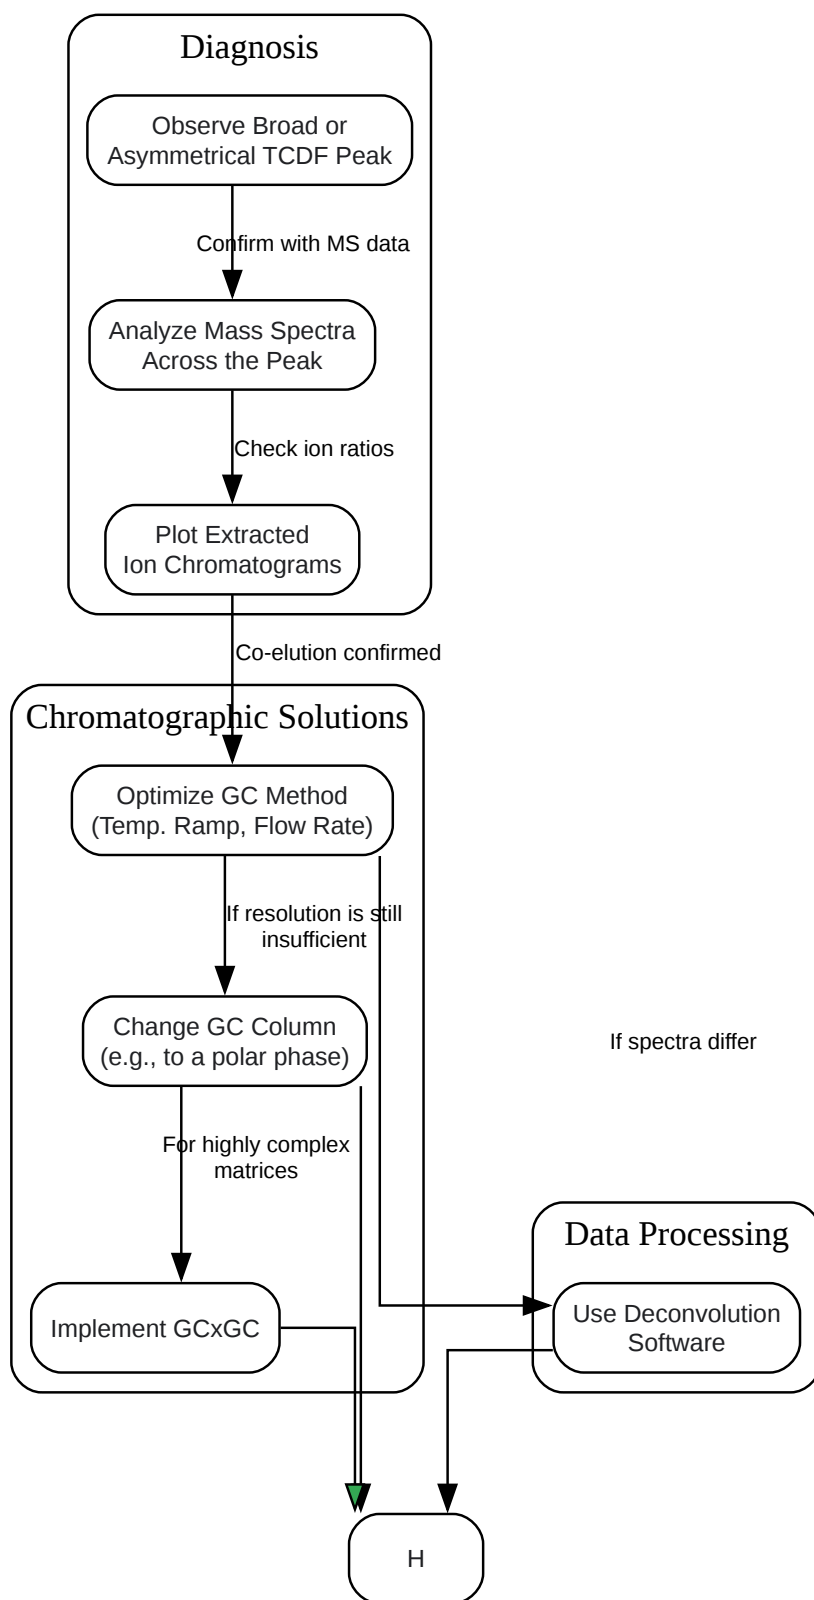 Diagnosis
Observe Broad or
Asymmetrical TCDF Peak
Confirm with MS data
Analyze Mass Spectra
Across the Peak
Check ion ratios
Plot Extracted
Ion Chromatograms
Co-elution confirmed
Chromatographic Solutions
Optimize GC Method
(Temp. Ramp, Flow Rate)
If resolution is still
insufficient
Change GC Column
(e.g., to a polar phase)
If spectra differ
For highly complex
matrices
Data Processing
Implement GCxGC
Use Deconvolution
Software
H